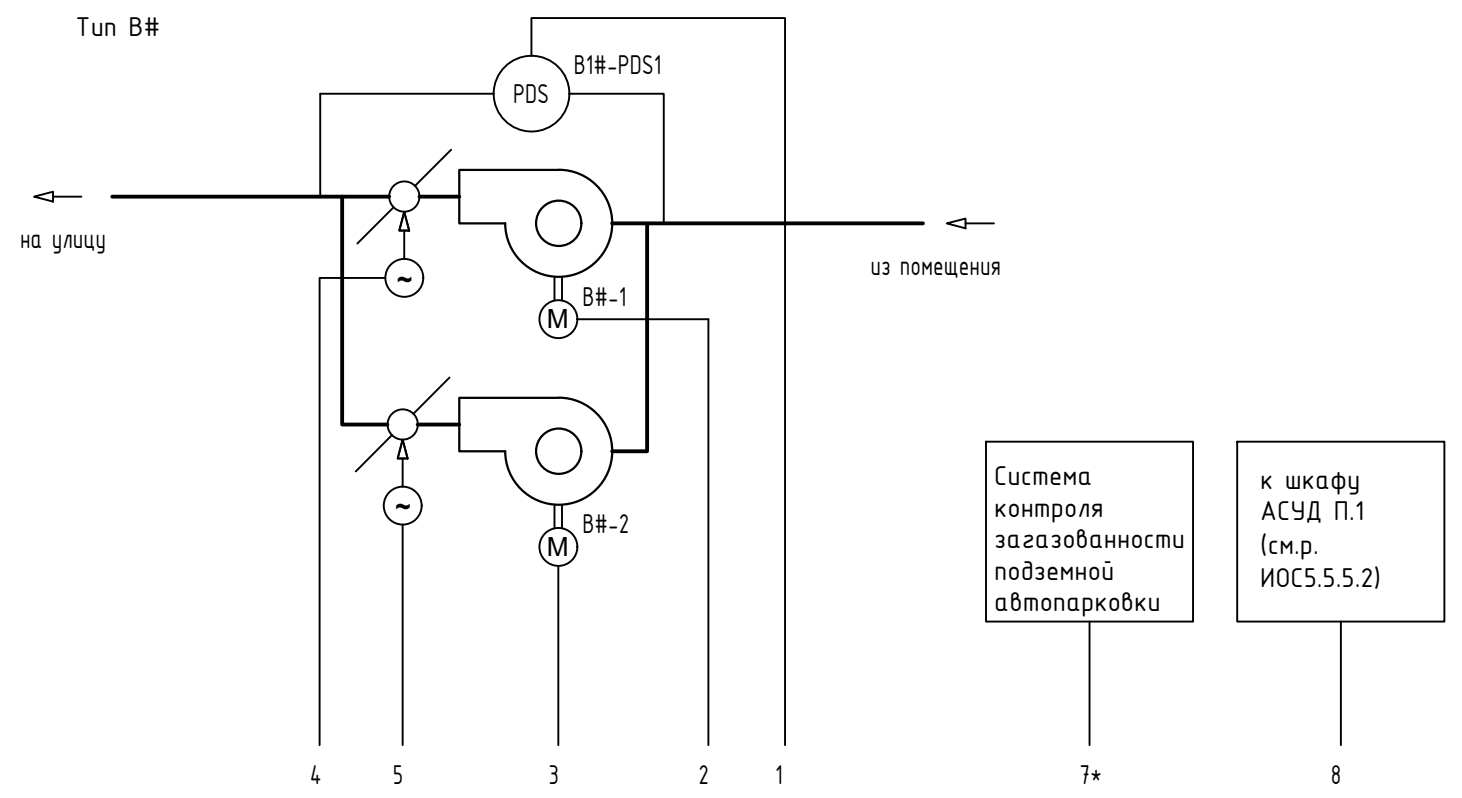 Тип В#
В1#-PDS1
PDS
на улицу
из помещения
~
В#-1
М
~
В#-2
М
Система
контроля
загазованности
подземной
автопарковки
к шкафу
АСУД П.1
(см.р.
ИОС5.5.5.2)
4 5 3 2 1 7* 8